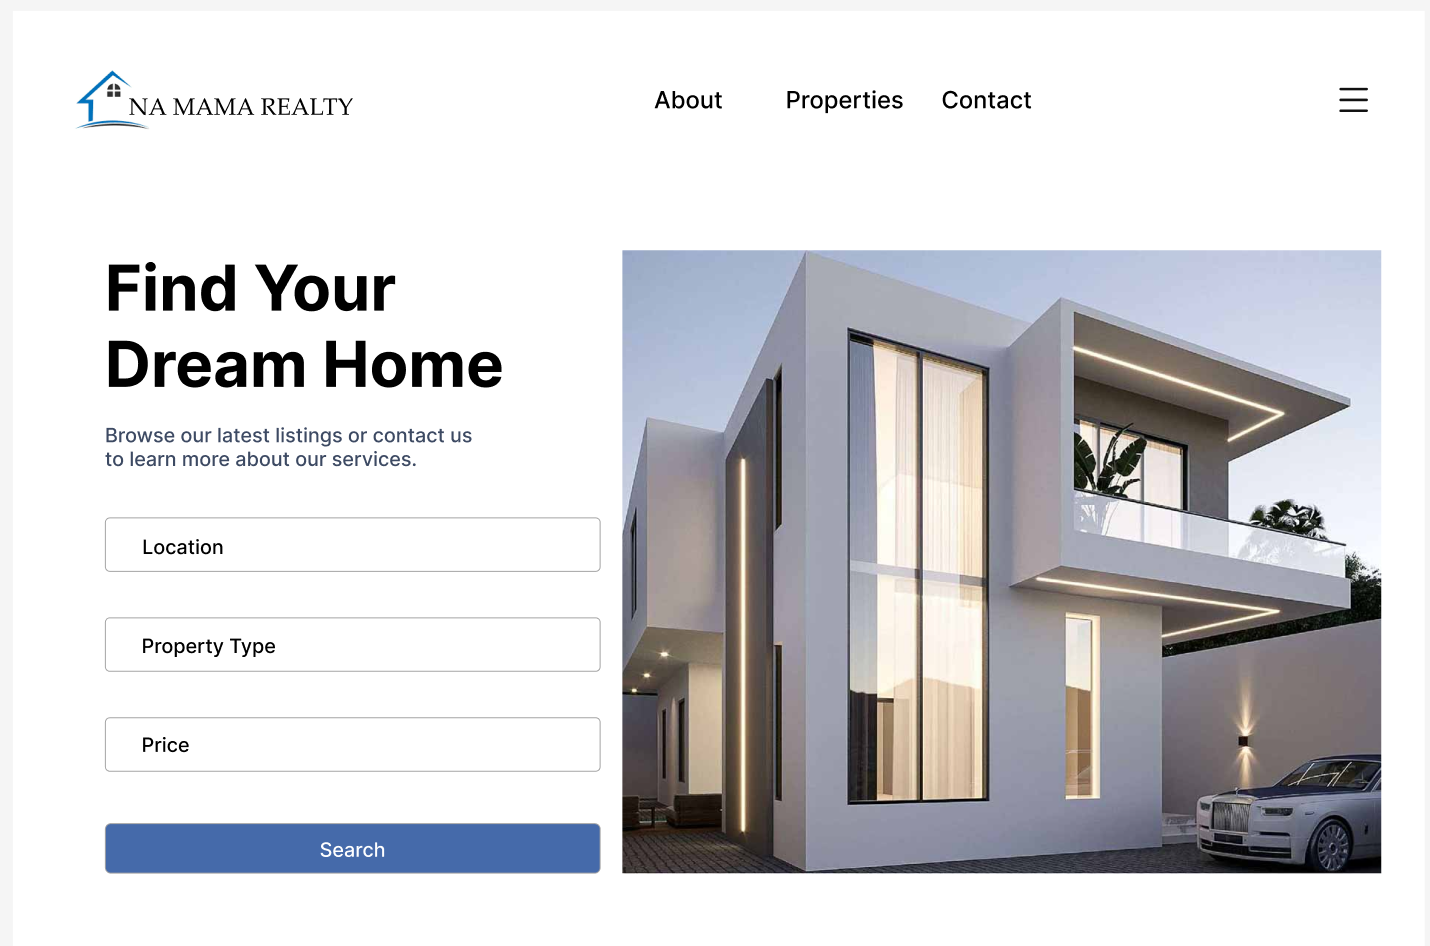 NA MAMA REALTY
About
Properties
Contact
Find Your
Dream Home
Browse our latest listings or contact us
to learn more about our services.
Location
Property Type
Price
Search